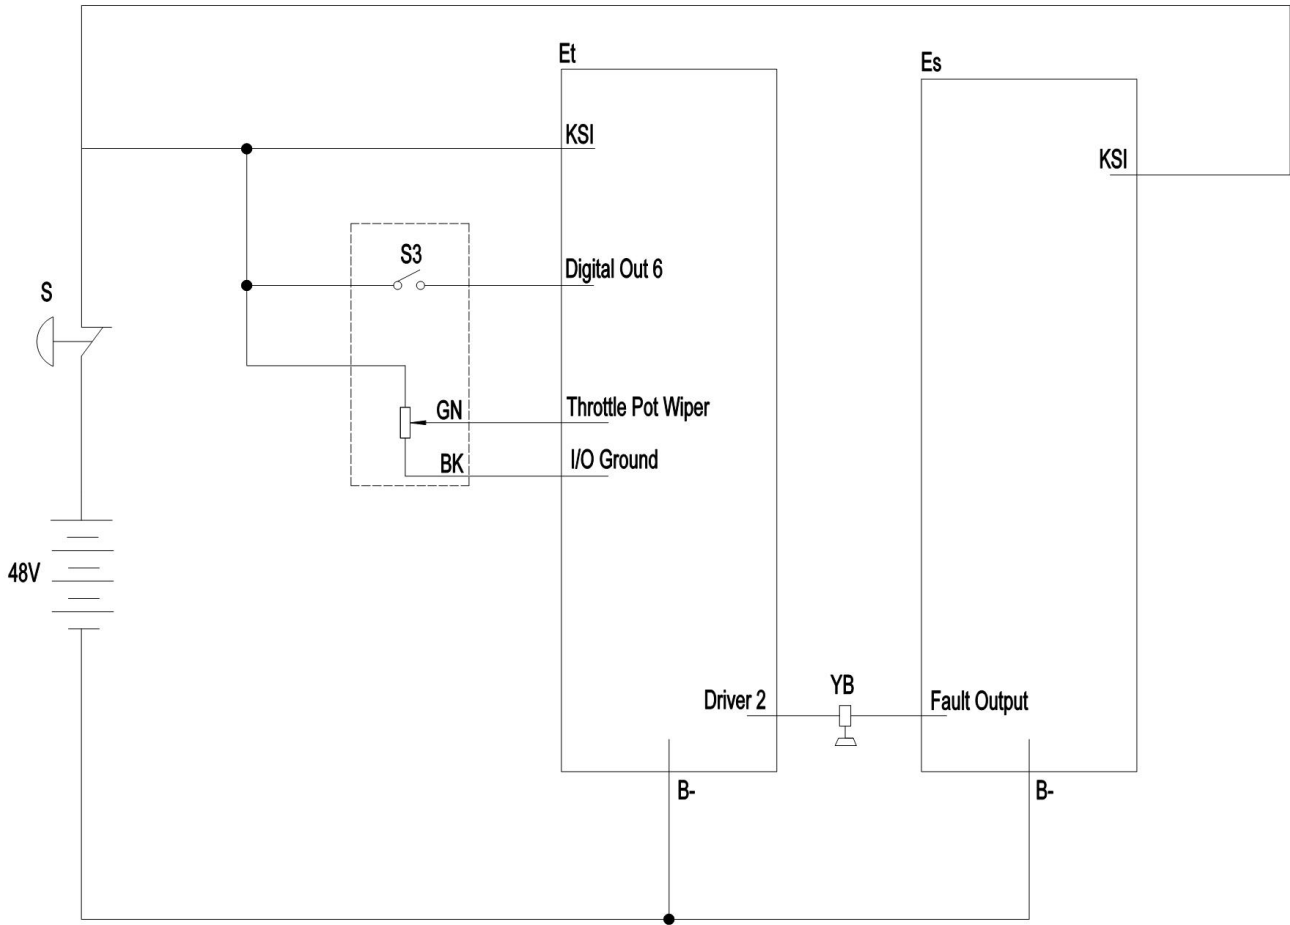 Et
Es
KSI
KSI
S3
Digital Out 6
S
GN
Throttle Pot Wiper
BK
I/O Ground
48V
Driver 2
YB
Fault Output
B-
B-